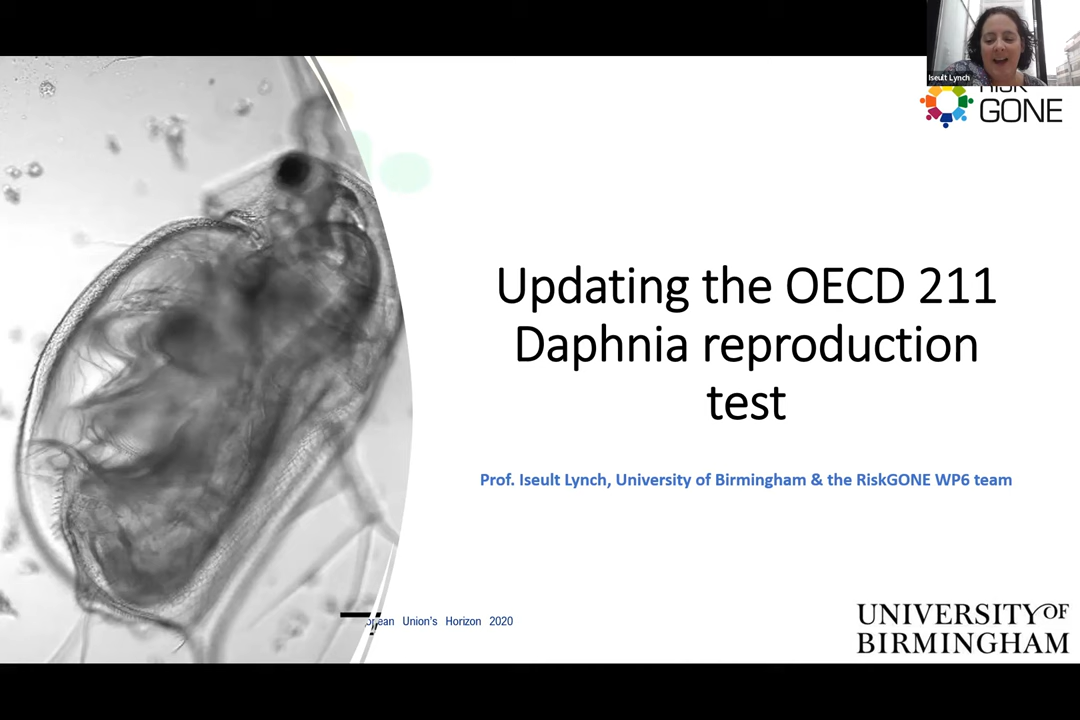 Iseult Lynch
RISK
GONE
Updating the OECD 211
Daphnia reproduction
test
Prof. Iseult Lynch, University of Birmingham & the RiskGONE WP6 team
Union's Horizon 2020
UNIVERSITY OF
BIRMINGHAM